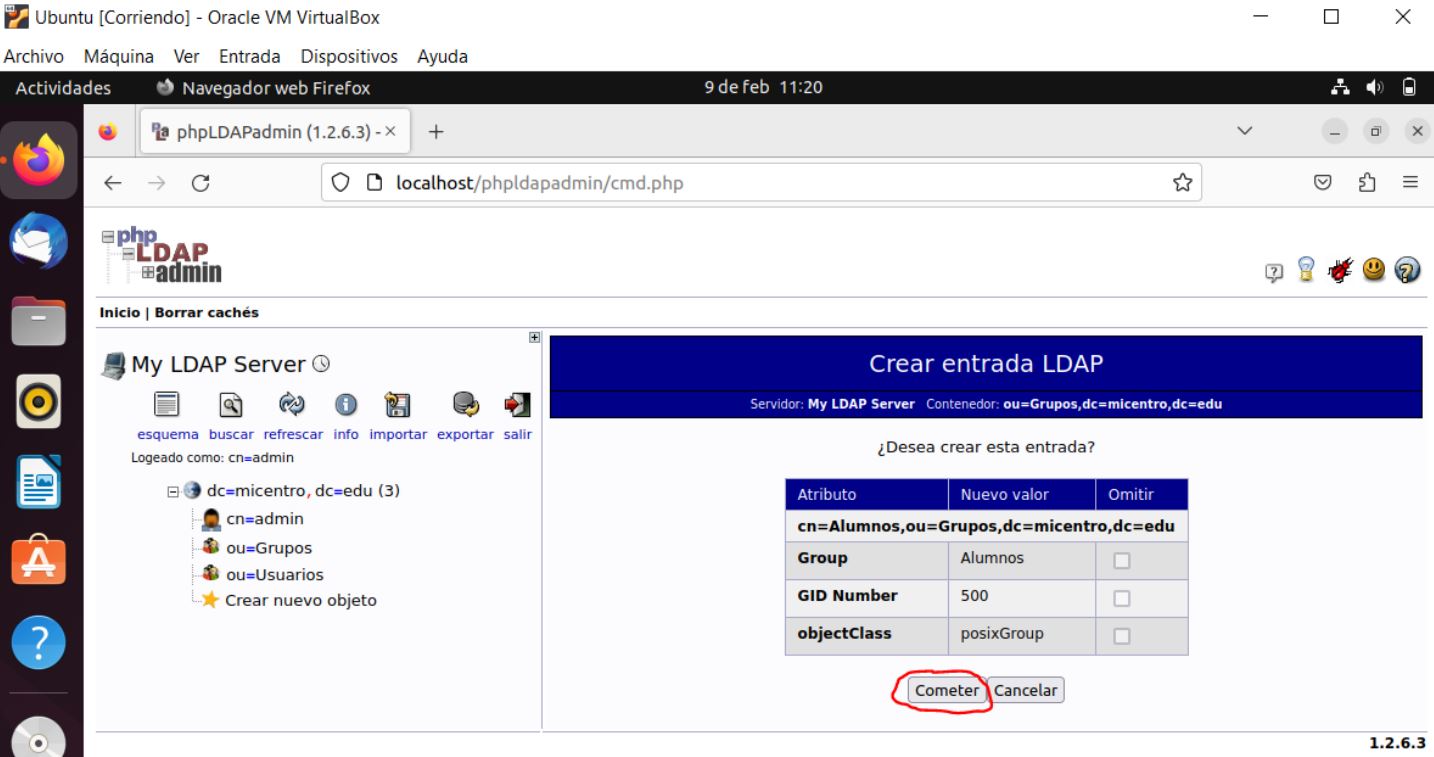 Ubuntu [Corriendo] - Oracle VM VirtualBox
Archivo Máquina Ver Entrada Dispositivos Ayuda
Actividades Navegador web Firefox 9 de feb 11:20
phpLDAPadmin (1.2.6.3) -
localhost/phpldapadmin/cmd.php
php
LDAP
admin
Inicio | Borrar cachés
My LDAP Server
esquema buscar refrescar info importar exportar salir
Logeado como: cn=admin
dc=micentro, dc=edu (3)
cn=admin
ou=Grupos
ou=Usuarios
Crear nuevo objeto
Crear entrada LDAP
Servidor: My LDAP Server Contenedor: ou=Grupos,dc=micentro,dc=edu
¿Desea crear esta entrada?
Atributo Nuevo valor Omitir
cn=Alumnos,ou=Grupos,dc=micentro,dc=edu
Group Alumnos
GID Number 500
objectClass posixGroup
Cometer Cancelar
1.2.6.3